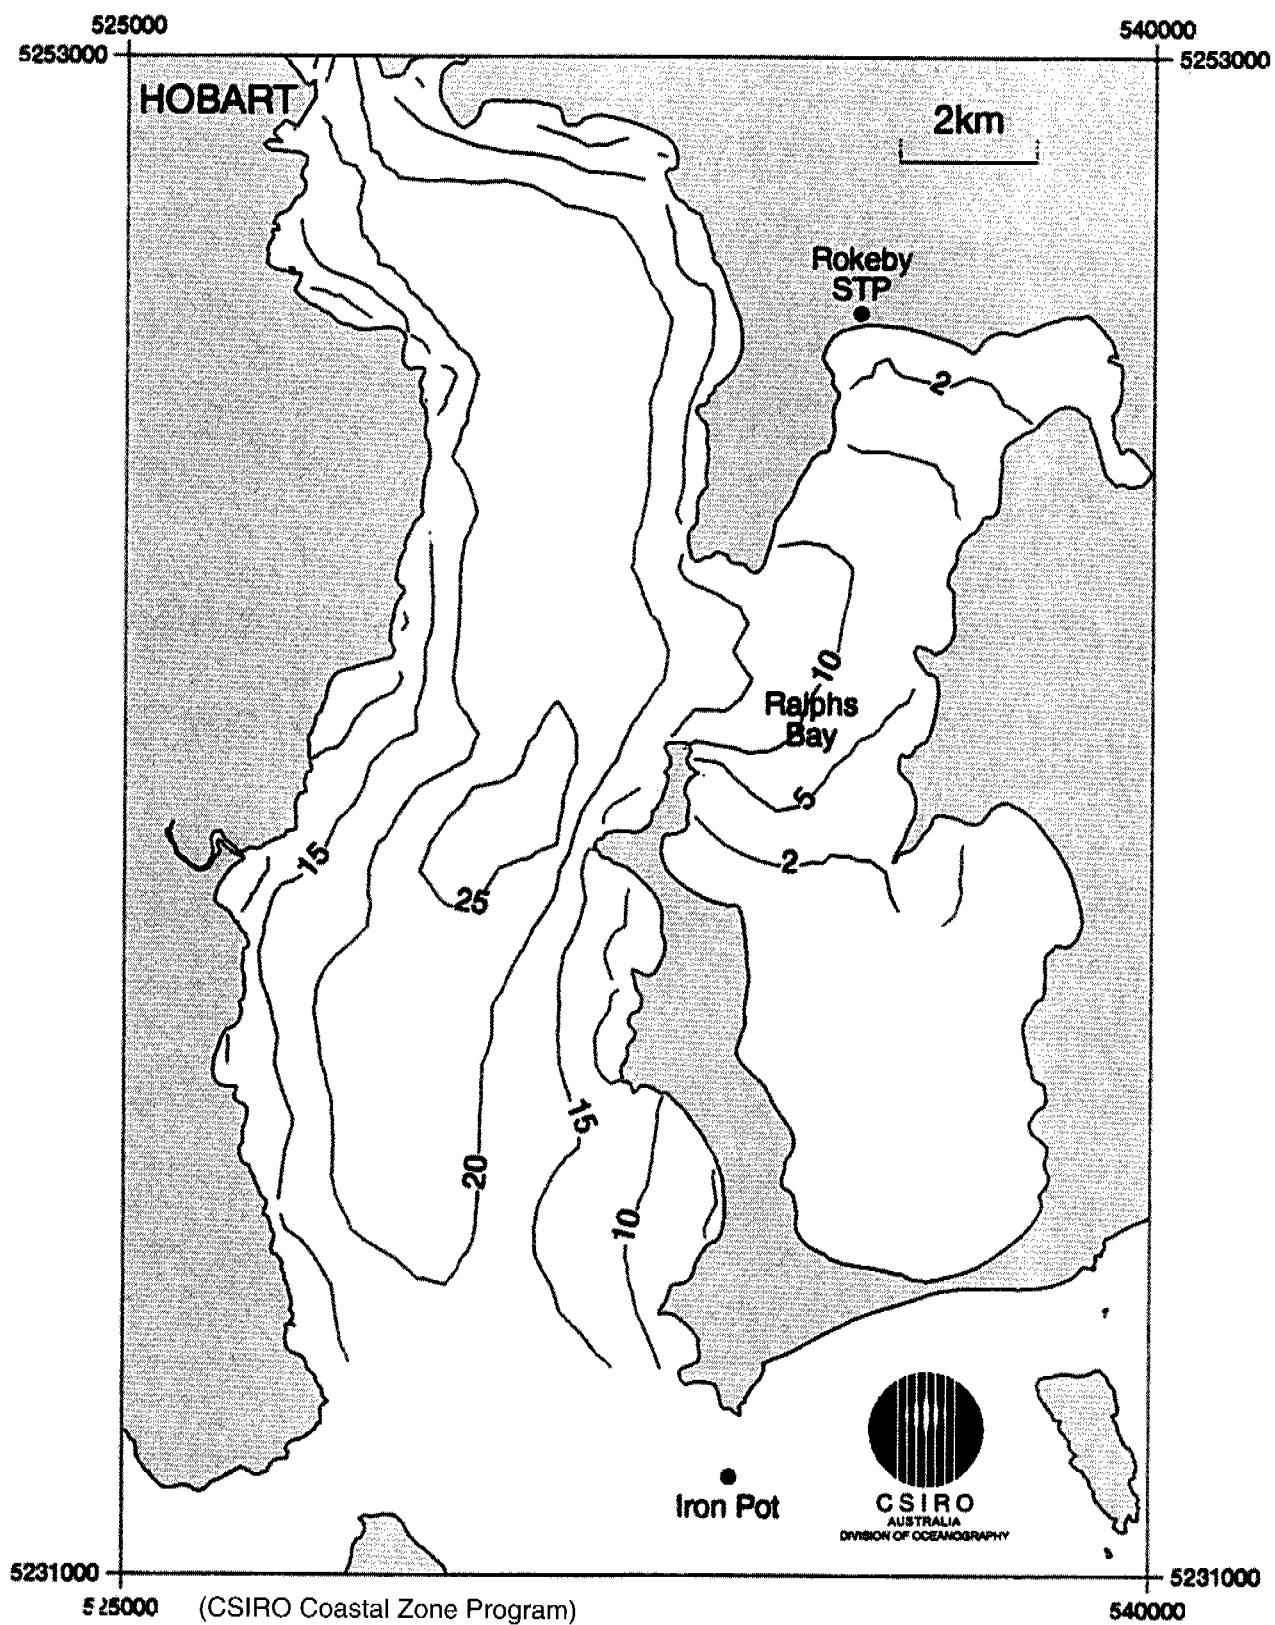 525000
540000
5253000
5253000
HOBART
2km
Rokeby
STP
2
10
Ralphs
Bay
5
2
15
25
15
20
10
CSIRO
AUSTRALIA
DIVISION OF OCEANOGRAPHY
Iron Pot
5231000
5231000
525000
(CSIRO Coastal Zone Program)
540000